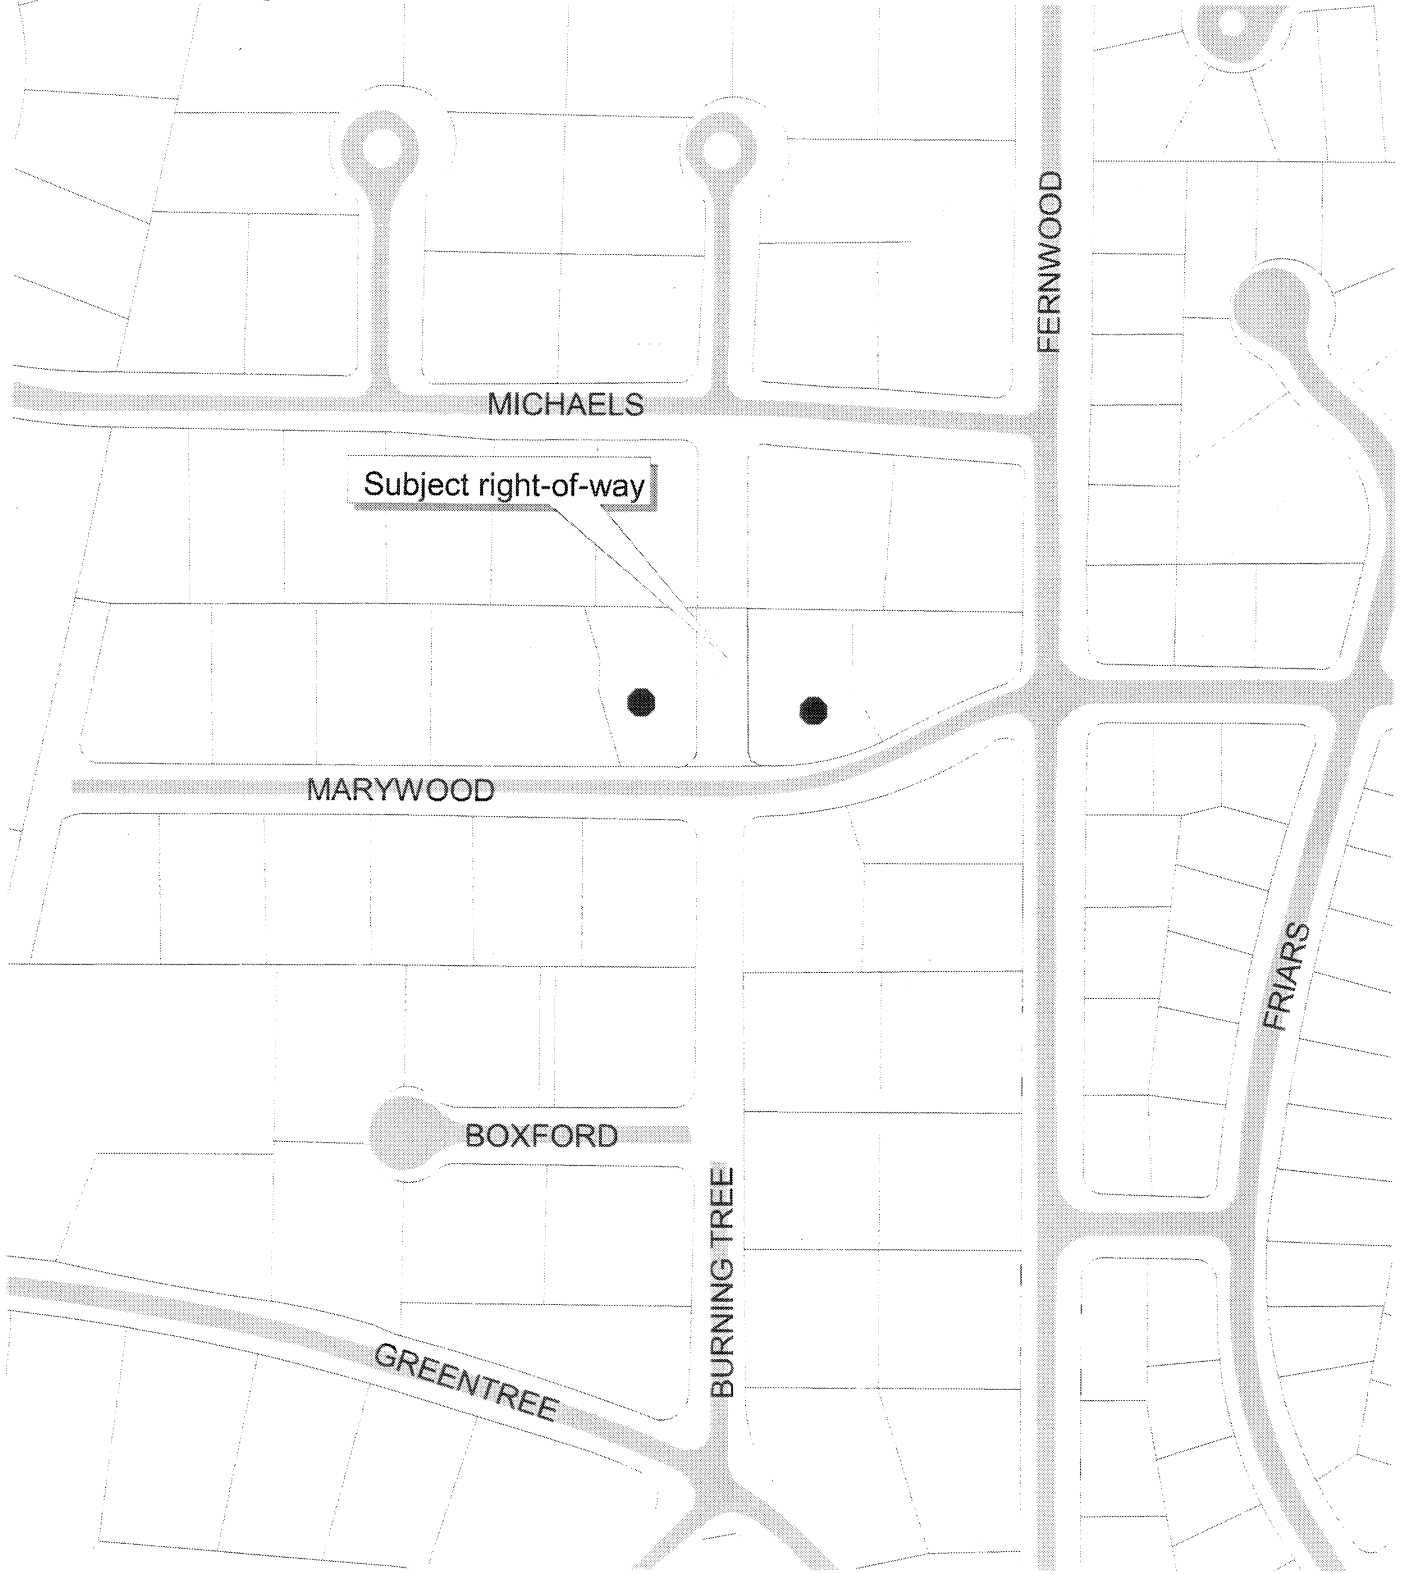 FERNWOOD
MICHAELS
Subject right-of-way
MARYWOOD
FRIARS
BOXFORD
BURNING TREE
GREENTREE